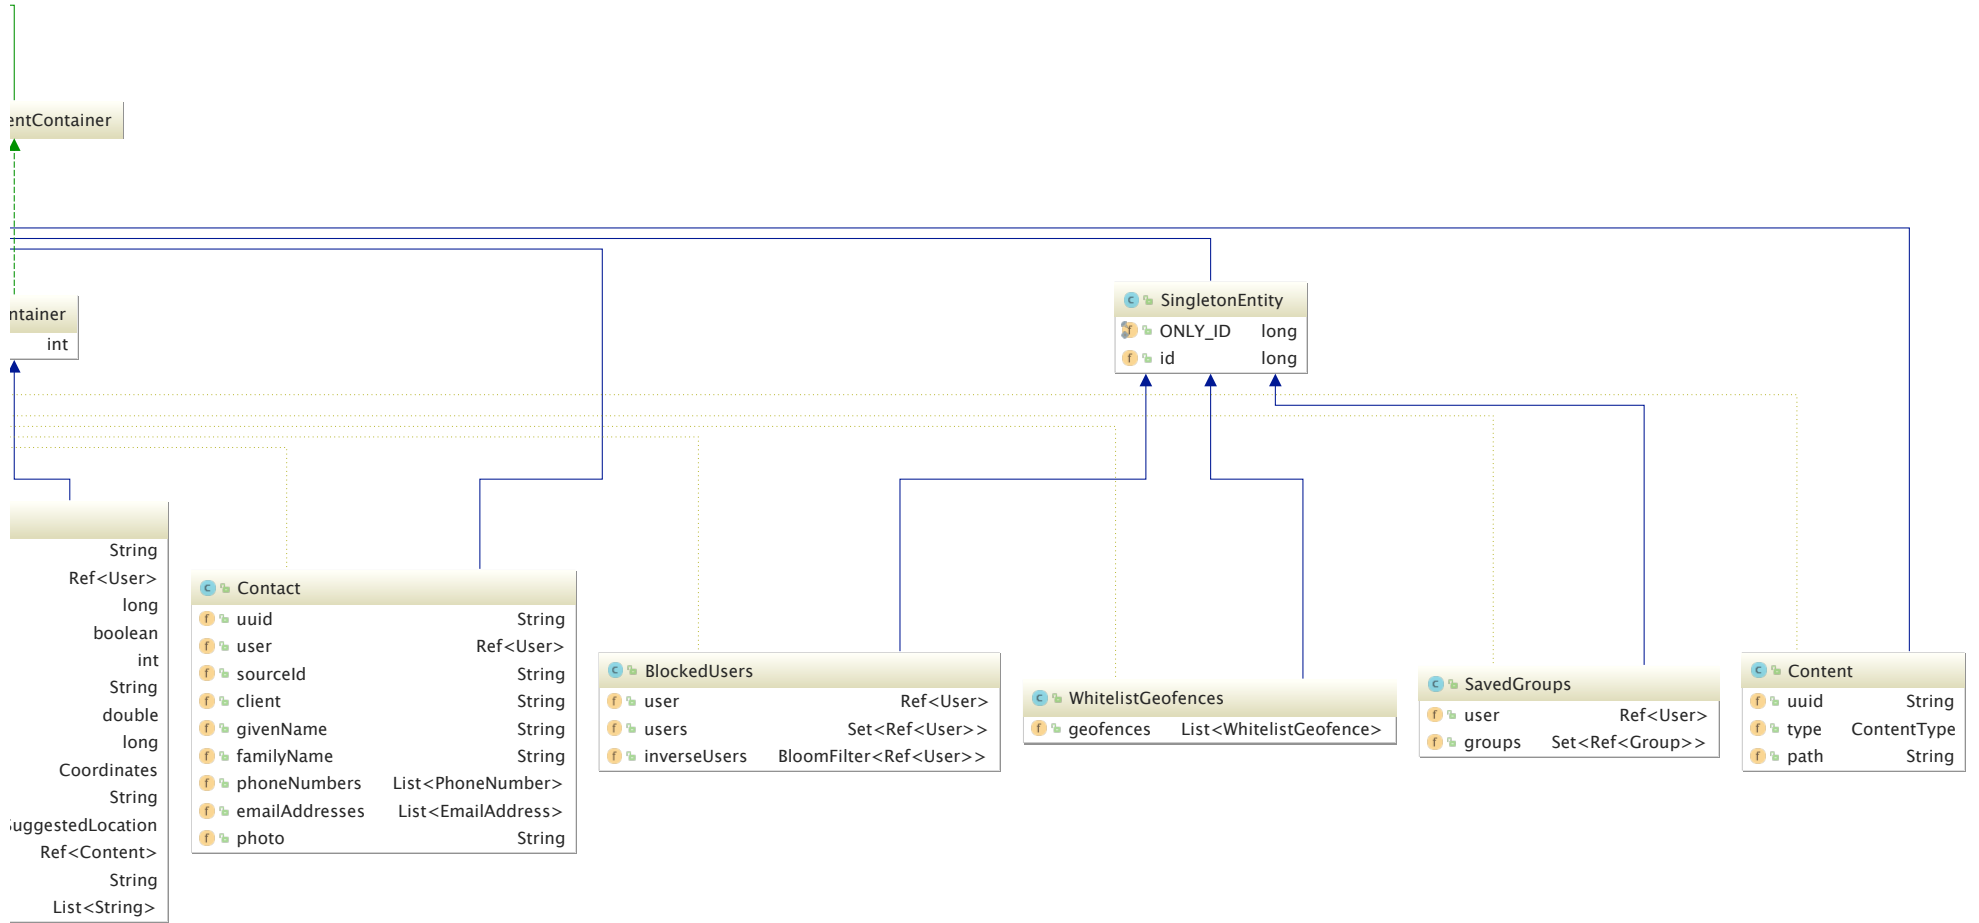 entContainer
ntainer
int
SingletonEntity
ONLY_ID long
id long
String
Ref<User>
long
boolean
int
String
double
long
Coordinates
String
SuggestedLocation
Ref<Content>
String
List<String>
Contact
uuid String
user Ref<User>
sourceId String
client String
givenName String
familyName String
phoneNumbers List<PhoneNumber>
emailAddresses List<EmailAddress>
photo String
BlockedUsers
user Ref<User>
users Set<Ref<User>>
inverseUsers BloomFilter<Ref<User>>
WhitelistGeofences
geofences List<WhitelistGeofence>
SavedGroups
user Ref<User>
groups Set<Ref<Group>>
Content
uuid String
type ContentType
path String